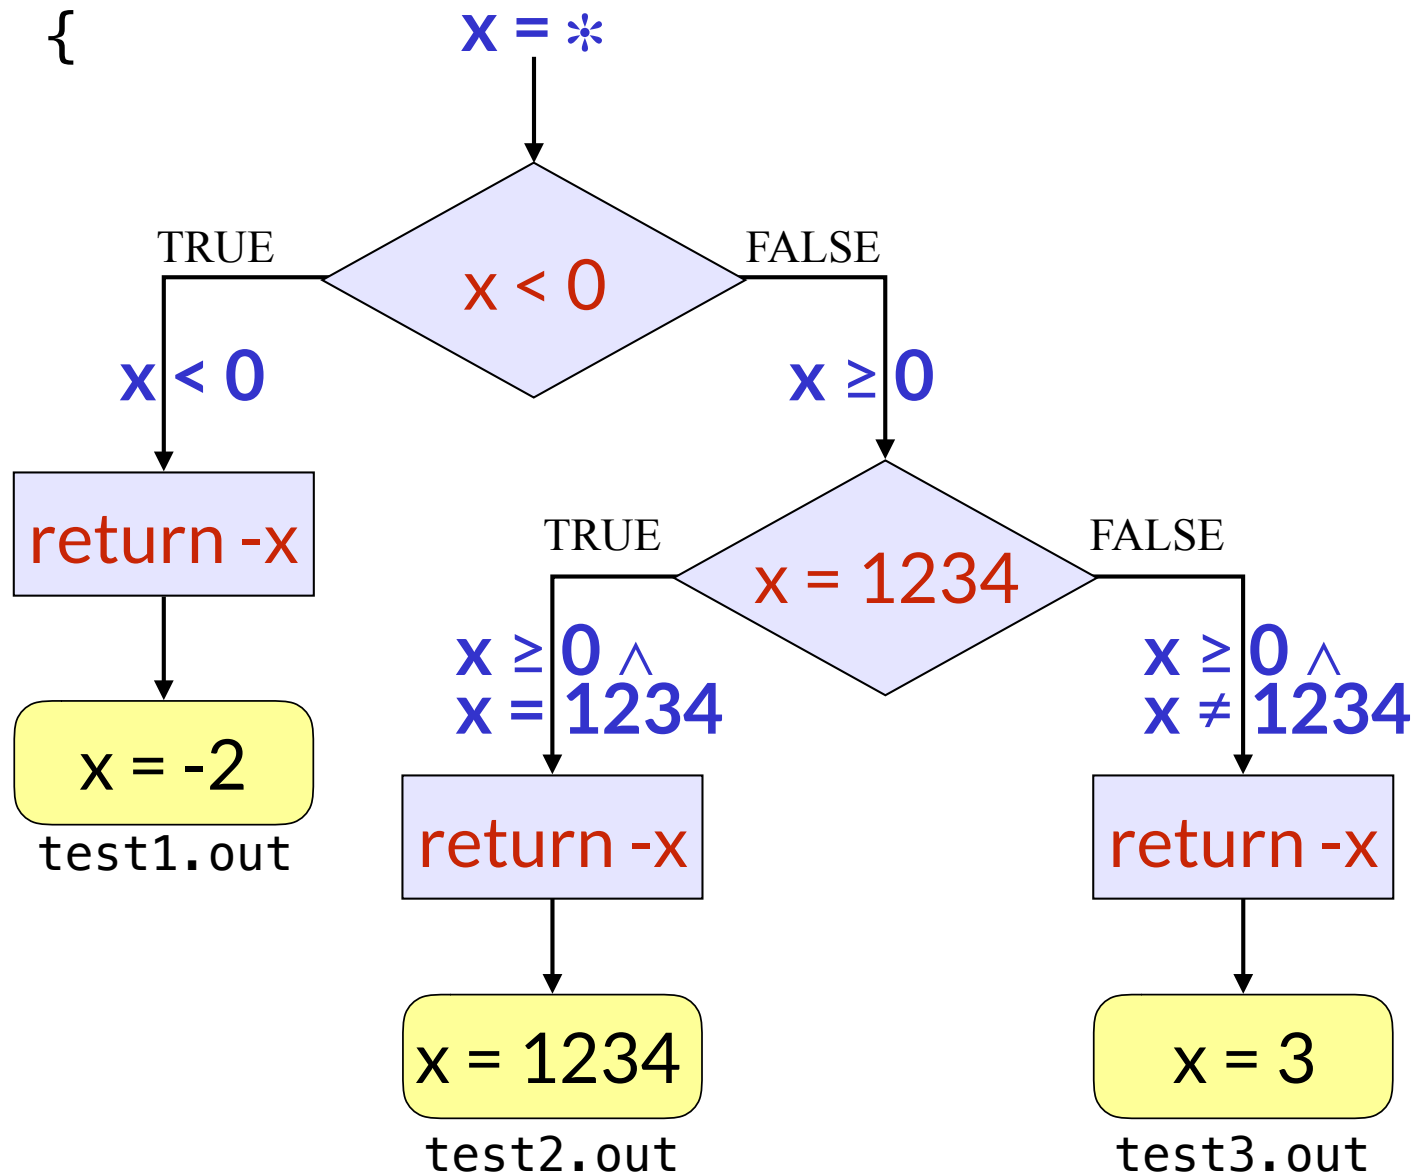 {
x = *
TRUE
FALSE
x < 0
x < 0
x ≥ 0
return -x
TRUE
FALSE
x = 1234
x ≥ 0 ∧
x = 1234
x ≥ 0 ∧
x ≠ 1234
x = -2
test1.out
return -x
return -x
x = 1234
x = 3
test2.out
test3.out